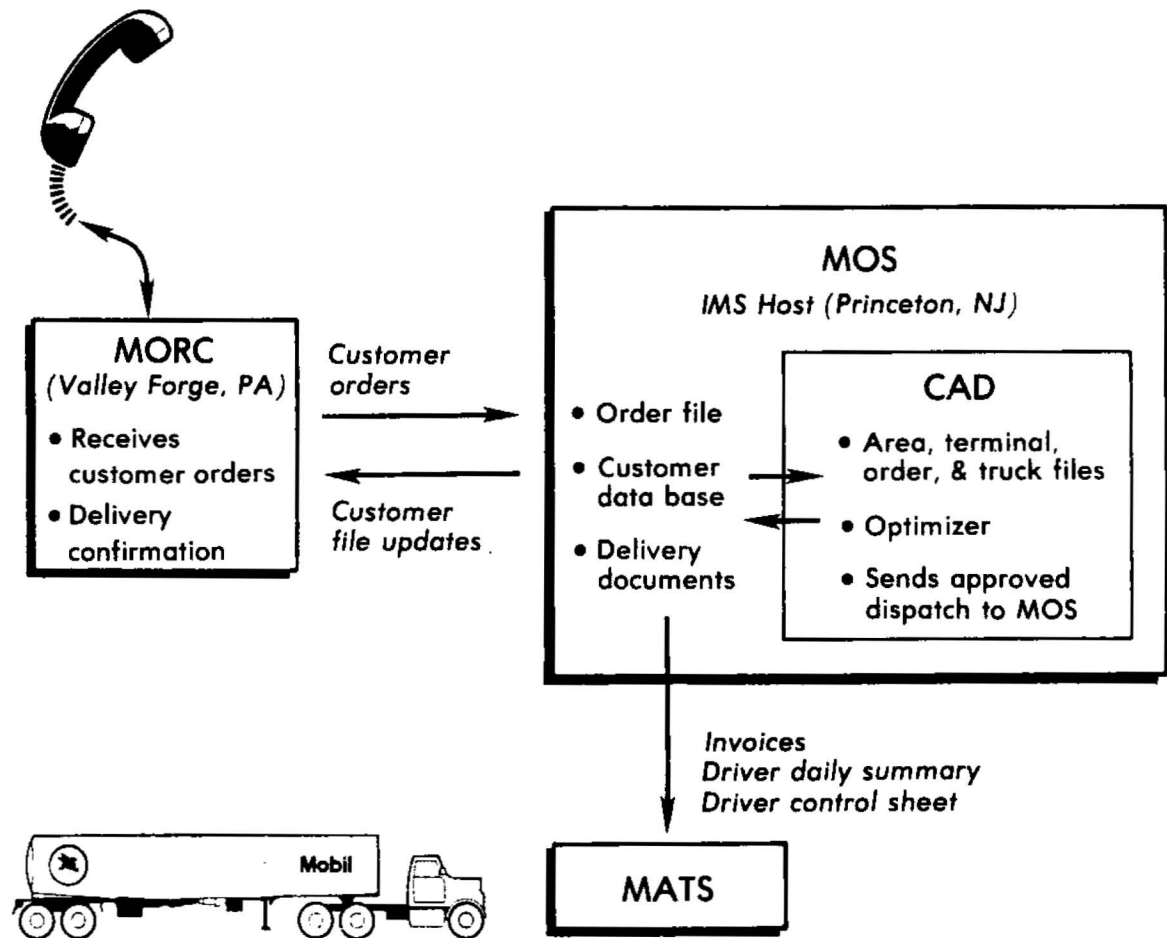 MORC
(Valley Forge, PA)
• Receives
customer orders
• Delivery
confirmation
Customer
orders
Customer
file updates
MOS
IMS Host (Princeton, NJ)
• Order file
• Customer
data base
• Delivery
documents
CAD
• Area, terminal,
order, & truck files
• Optimizer
• Sends approved
dispatch to MOS
Invoices
Driver daily summary
Driver control sheet
MATS
Mobil